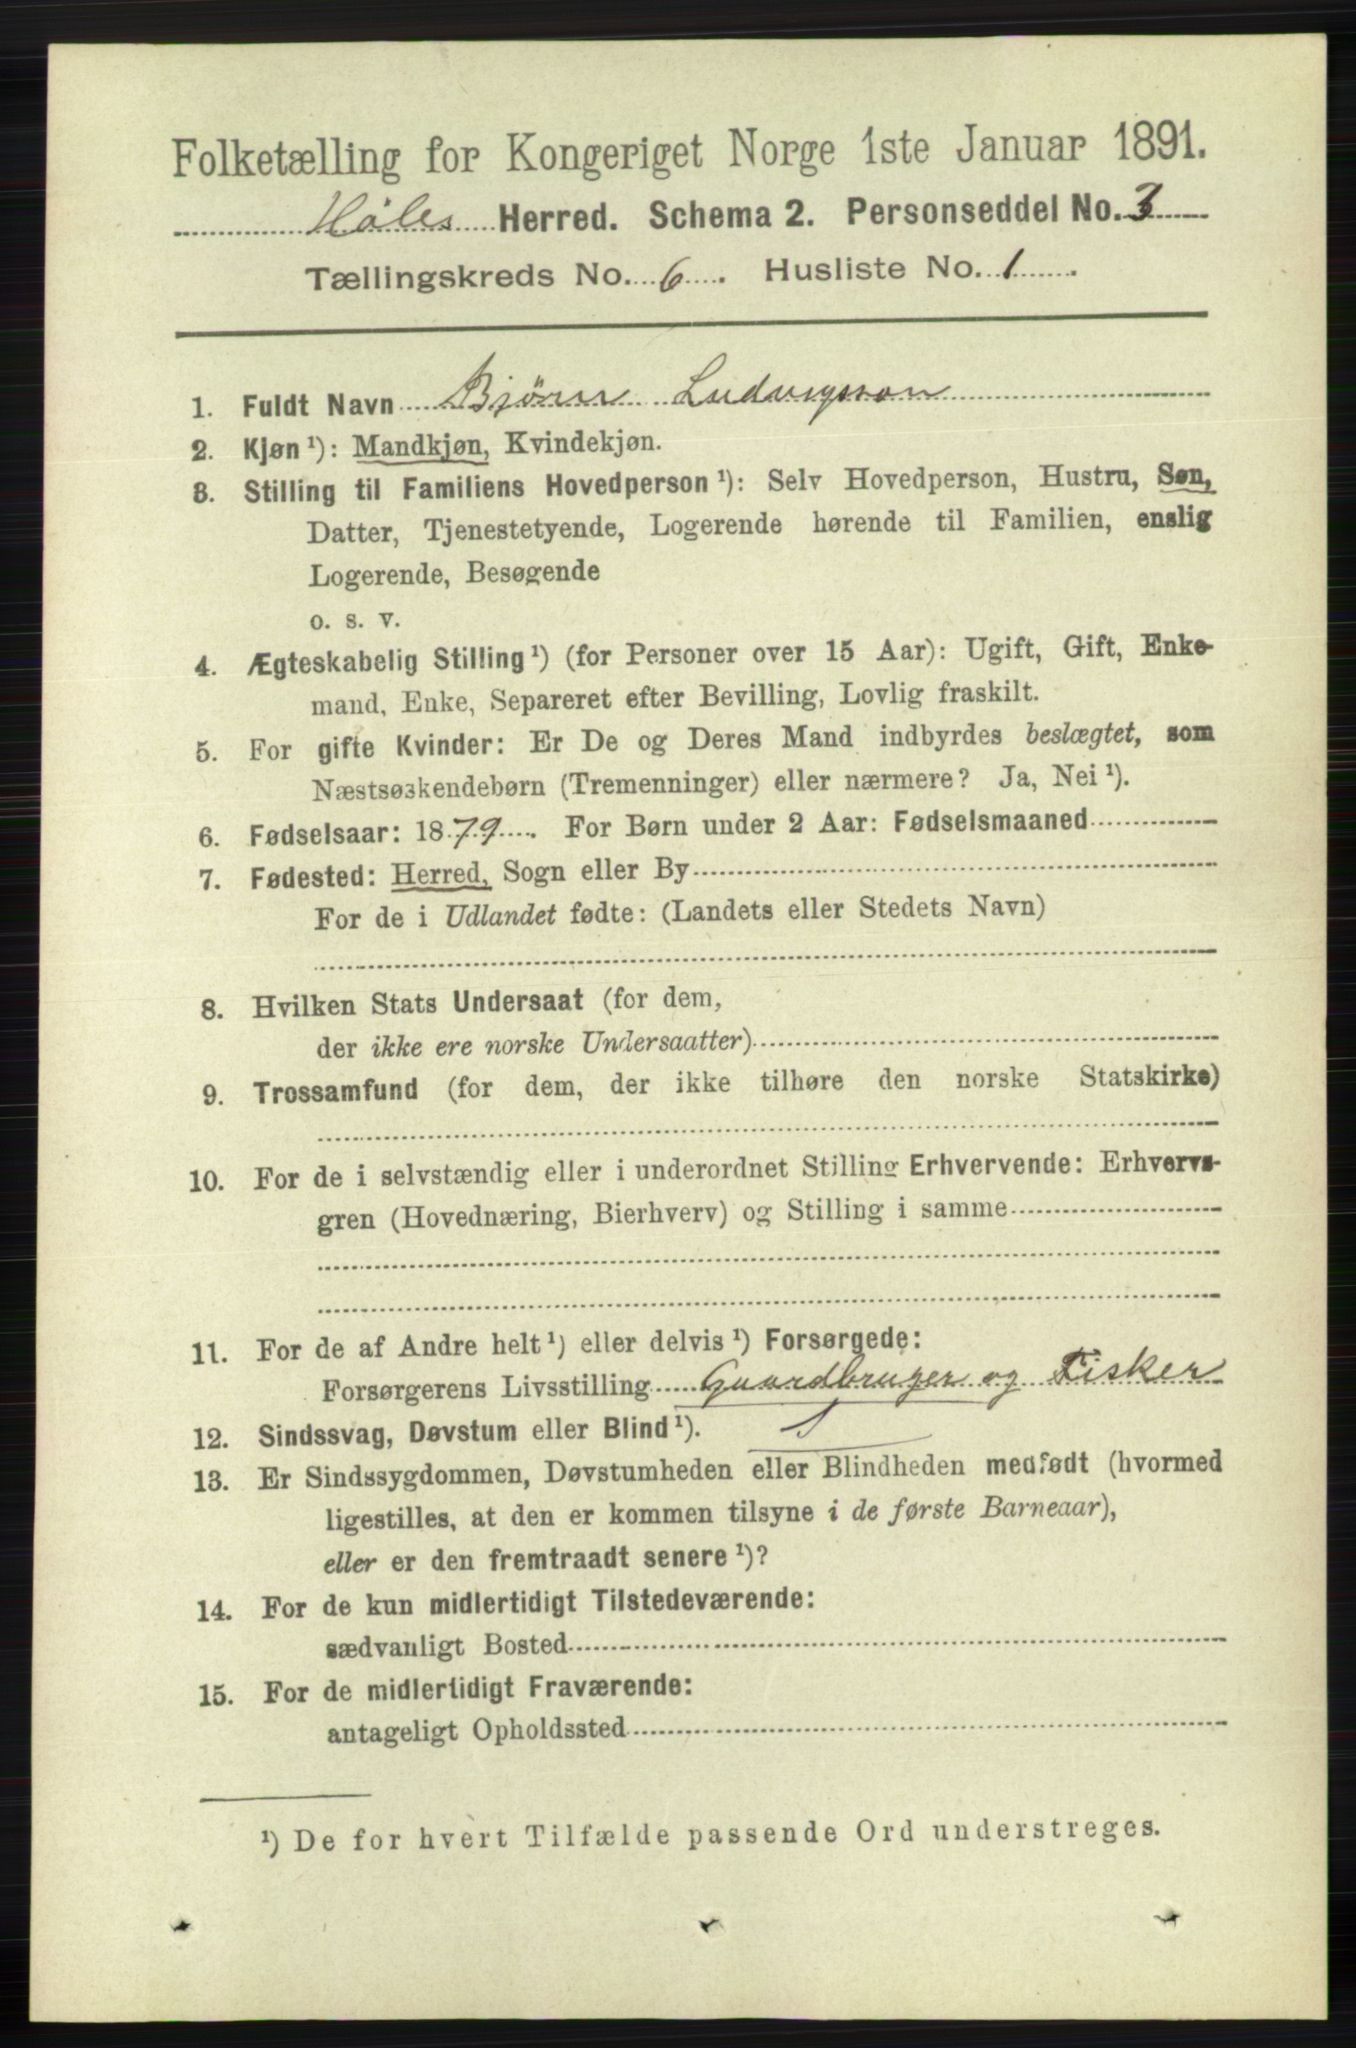 Folketælling for Kongeriget Norge 1ste Januar 1891.
Høles Herred. Schema 2. Personseddel No. 3
Tællingskreds No. 6. Husliste No. 1.
1. Fuldt Navn Bjørn Ludvigsson
2. Kjøn ¹): Mandkjøn, Kvindekjøn.
3. Stilling til Familiens Hovedperson ¹): Selv Hovedperson, Hustru, Søn,
Datter, Tjenestetyende, Logerende hørende til Familien, enslig
Logerende, Besøgende
o. s. v.
4. Ægteskabelig Stilling ¹) (for Personer over 15 Aar): Ugift, Gift, Enke-
mand, Enke, Separeret efter Bevilling, Lovlig fraskilt.
5. For gifte Kvinder: Er De og Deres Mand indbyrdes beslægtet, som
Næstsøskendebørn (Tremenninger) eller nærmere? Ja, Nei ¹).
6. Fødselsaar: 1879. For Børn under 2 Aar: Fødselsmaaned
7. Fødested: Herred, Sogn eller By
For de i Udlandet fødte: (Landets eller Stedets Navn)
8. Hvilken Stats Undersaat (for dem,
der ikke ere norske Undersaatter)
9. Trossamfund (for dem, der ikke tilhøre den norske Statskirke)
10. For de i selvstændig eller i underordnet Stilling Erhvervende: Erhvervs-
gren (Hovednæring, Bierhverv) og Stilling i samme
11. For de af Andre helt ¹) eller delvis ¹) Forsørgede:
Forsørgerens Livsstilling Gaardbruger og Fisker
12. Sindssvag, Døvstum eller Blind ¹).
13. Er Sindssygdommen, Døvstumheden eller Blindheden medfødt (hvormed
ligestilles, at den er kommen tilsyne i de første Barneaar),
eller er den fremtraadt senere ¹)?
14. For de kun midlertidigt Tilstedeværende:
sædvanligt Bosted
15. For de midlertidigt Fraværende:
antageligt Opholdssted
¹) De for hvert Tilfælde passende Ord understreges.